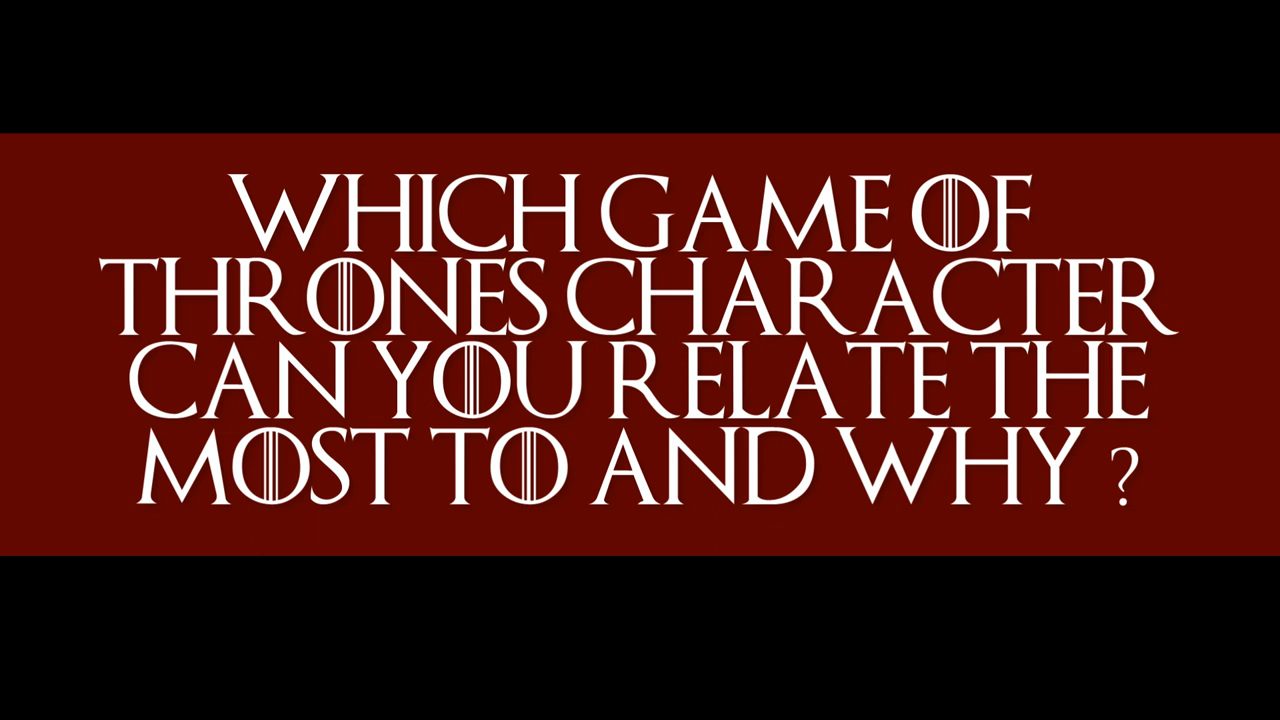 WHICH GAME OF
THRONES CHARACTER
CAN YOU RELATE THE
MOST TO AND WHY ?